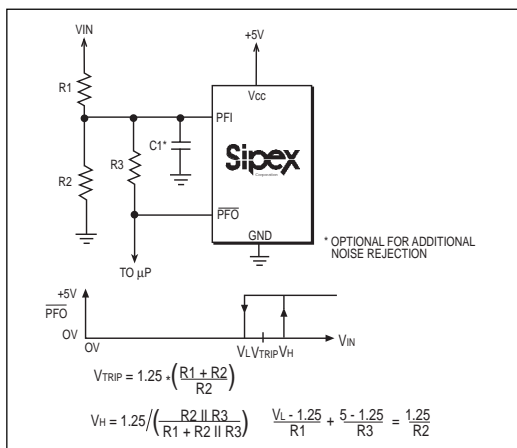 VIN
+5V
R1
Vcc
PFI
C1*
R3
R2
Sipex
Corporation
PFO
GND
* OPTIONAL FOR ADDITIONAL
NOISE REJECTION
TO µP
+5V
PFO
OV
OV
VL VTRIP VH
VIN
VTRIP = 1.25 * (R1 + R2 / R2)
VH = 1.25 / (R2 II R3 / R1 + R2 II R3) VL - 1.25 / R1 + 5 - 1.25 / R3 = 1.25 / R2